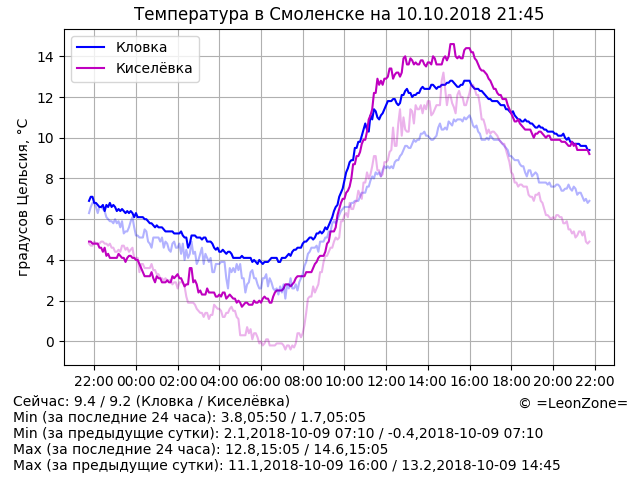 Температура в Смоленске на 10.10.2018 21:45
Кловка
Киселёвка
градусов Цельсия, °C
14
12
10
8
6
4
2
0
22:00 00:00 02:00 04:00 06:00 08:00 10:00 12:00 14:00 16:00 18:00 20:00 22:00
Сейчас: 9.4 / 9.2 (Кловка / Киселёвка)
© =LeonZone=
Min (за последние 24 часа): 3.8,05:50 / 1.7,05:05
Min (за предыдущие сутки): 2.1,2018-10-09 07:10 / -0.4,2018-10-09 07:10
Max (за последние 24 часа): 12.8,15:05 / 14.6,15:05
Max (за предыдущие сутки): 11.1,2018-10-09 16:00 / 13.2,2018-10-09 14:45